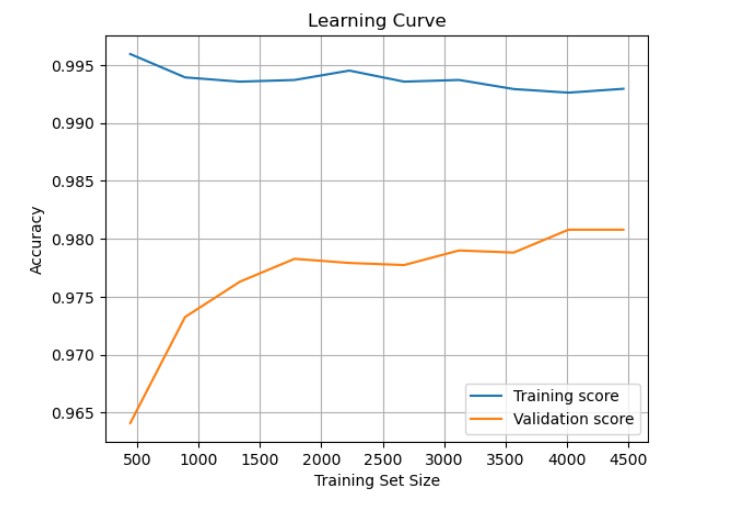 Learning Curve
0.995
0.990
0.985
0.980
0.975
0.970
0.965
Accuracy
Training score
Validation score
500 1000 1500 2000 2500 3000 3500 4000 4500
Training Set Size